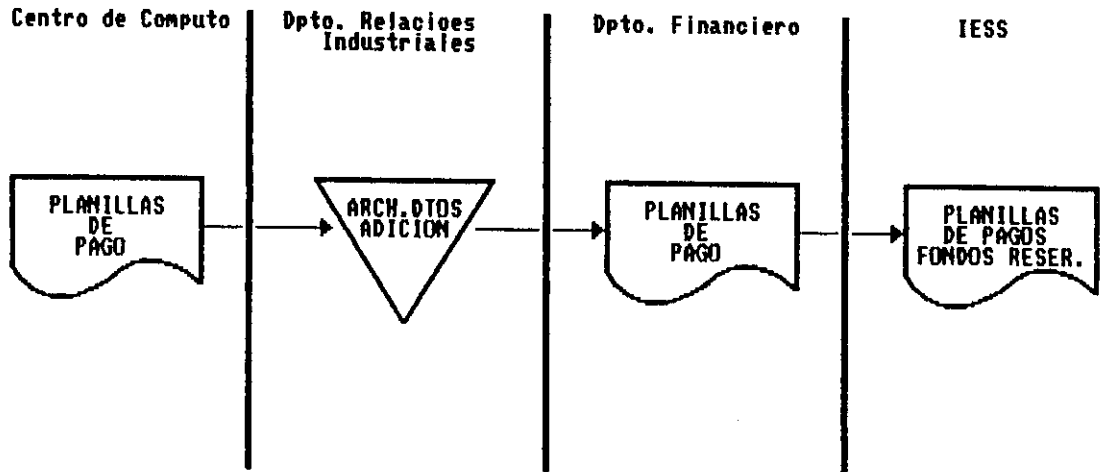 Centro de Computo
Dpto. Relacioes
Industriales
Dpto. Financiero
IESS
PLANILLAS
DE
PAGO
ARCH.DTOS
ADICION
PLANILLAS
DE
PAGO
PLANILLAS
DE PAGOS
FONDOS RESER.